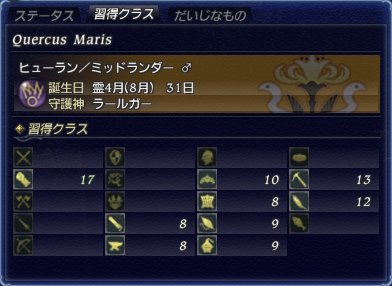 ステータス 習得クラス だいじなもの
Quercus Maris
ヒューラン／ミッドランダー ♂
誕生日 霊4月(8月) 31日
守護神 ラールガー
習得クラス
17 10 13
8 12
8 9
8 9